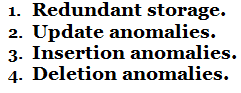 1. Redundant storage.
2. Update anomalies.
3. Insertion anomalies.
4. Deletion anomalies.